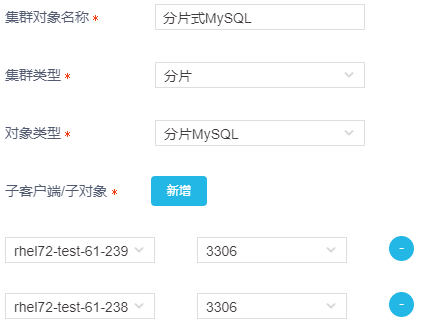 集群对象名称 * 分片式MySQL
集群类型 * 分片
对象类型 * 分片MySQL
子客户端/子对象 * 新增
rhel72-test-61-239 3306 -
rhel72-test-61-238 3306 -